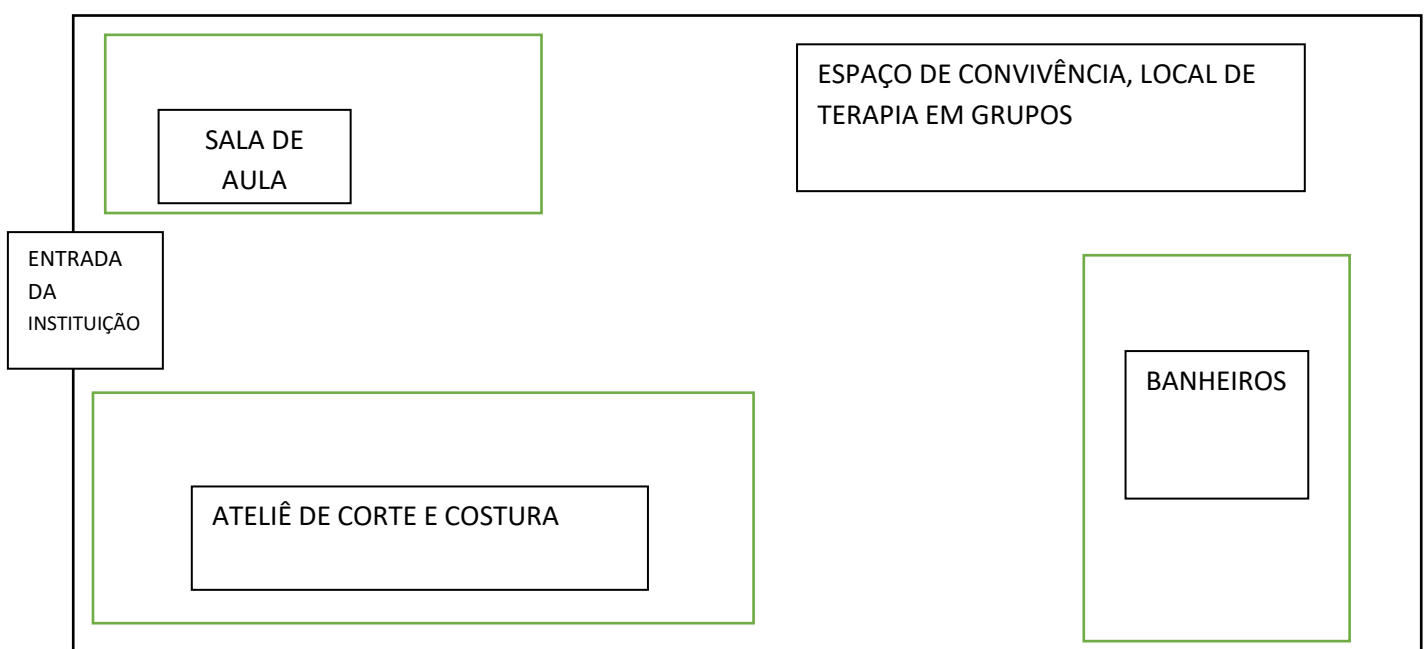 SALA DE
AULA
ESPAÇO DE CONVIVÊNCIA, LOCAL DE
TERAPIA EM GRUPOS
ENTRADA
DA
INSTITUIÇÃO
BANHEIROS
ATELIÊ DE CORTE E COSTURA